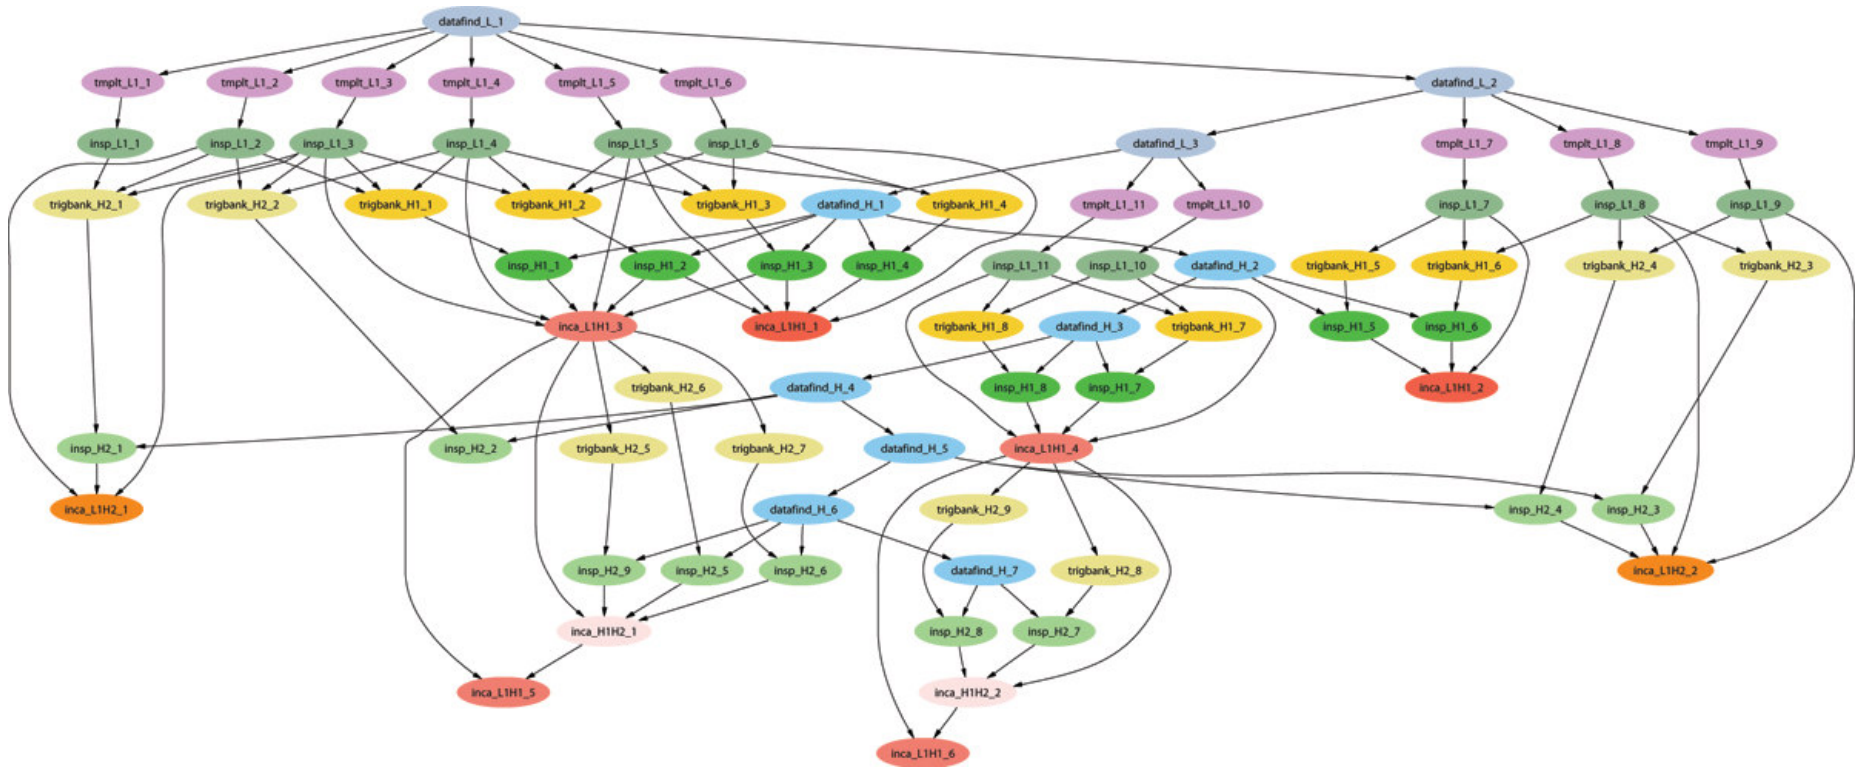 datafind_L_1
tmplt_L1_1 tmplt_L1_2 tmplt_L1_3 tmplt_L1_4 tmplt_L1_5 tmplt_L1_6 datafind_L_2
insp_L1_1 insp_L1_2 insp_L1_3 insp_L1_4 insp_L1_5 insp_L1_6 datafind_L_3 tmplt_L1_7 tmplt_L1_8 tmplt_L1_9
trigbank_H2_1 trigbank_H2_2 trigbank_H1_1 trigbank_H1_2 trigbank_H1_3 datafind_H_1 trigbank_H1_4 tmplt_L1_11 tmplt_L1_10 insp_L1_7 insp_L1_8 insp_L1_9
insp_H1_1 insp_H1_2 insp_H1_3 insp_H1_4 insp_L1_11 insp_L1_10 datafind_H_2 trigbank_H1_5 trigbank_H1_6 trigbank_H2_4 trigbank_H2_3
inca_L1H1_3 inca_L1H1_1 trigbank_H1_8 datafind_H_3 trigbank_H1_7 insp_H1_5 insp_H1_6
trigbank_H2_6 datafind_H_4 insp_H1_8 insp_H1_7 inca_L1H1_2
insp_H2_1 insp_H2_2 trigbank_H2_5 trigbank_H2_7 datafind_H_5 inca_L1H1_4
inca_L1H2_1 datafind_H_6 trigbank_H2_9 insp_H2_4 insp_H2_3
insp_H2_9 insp_H2_5 insp_H2_6 datafind_H_7 trigbank_H2_8 inca_L1H2_2
inca_H1H2_1 insp_H2_8 insp_H2_7
inca_L1H1_5 inca_H1H2_2
inca_L1H1_6